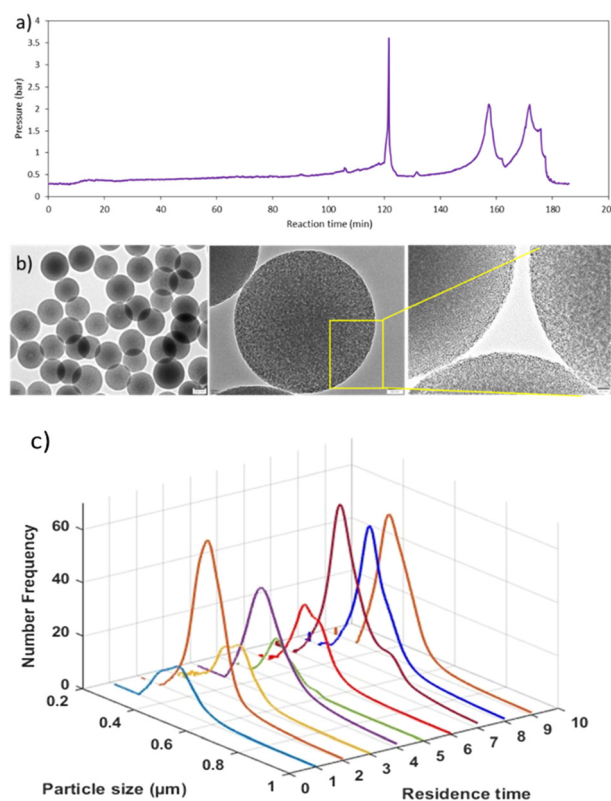 a)
4
3.5
3
2.5
2
1.5
1
0.5
0
Pressure (bar)
0 20 40 60 80 100 120 140 160 180 20
Reaction time (min)
b)
c)
60
40
20
0
Number Frequency
0.2
0.4
0.6
0.8
1
Particle size (µm)
0 1 2 3 4 5 6 7 8 9 10
Residence time